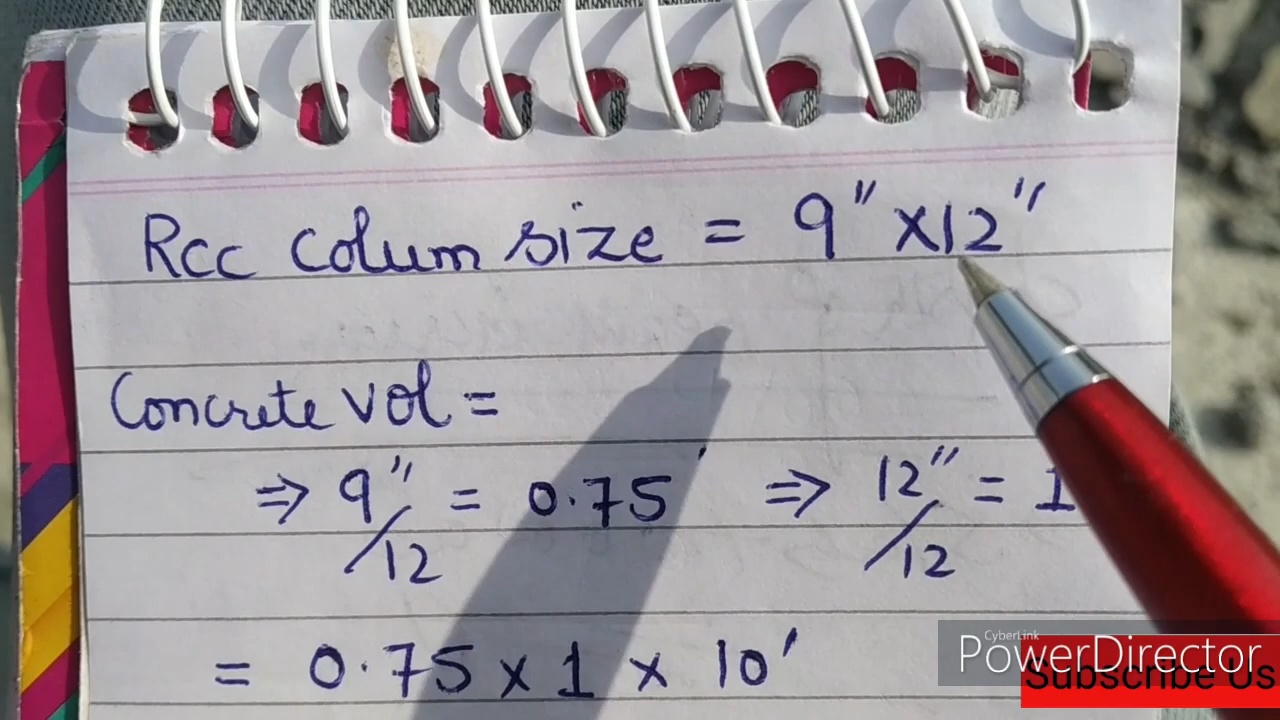 Rcc Colum size = 9" x 12"
Concrete vol =
⇒ 9"/12 = 0.75' ⇒ 12"/12 = 1
= 0.75 x 1 x 10'
CyberLink
PowerDirector
Subscribe Us